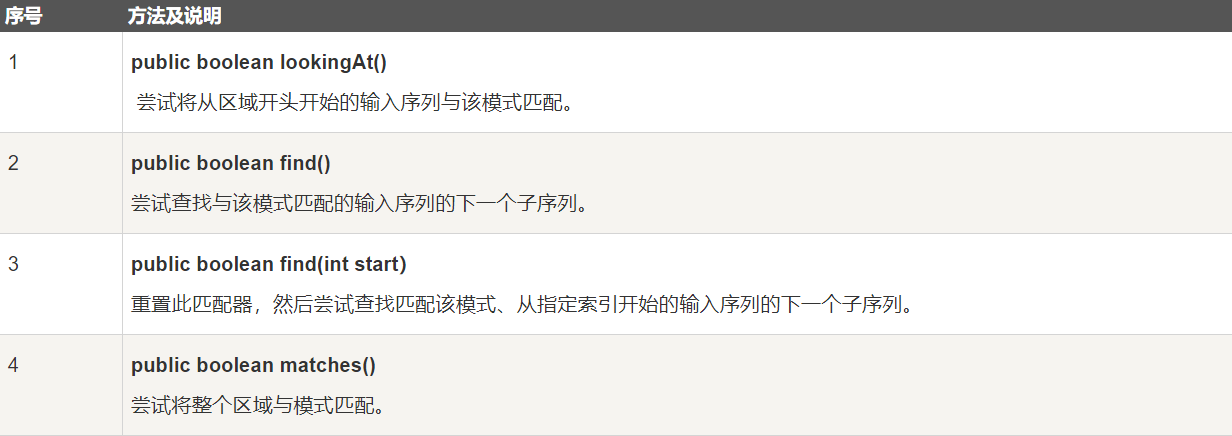 序号 方法及说明
1 public boolean lookingAt()
尝试将从区域开头开始的输入序列与该模式匹配。
2 public boolean find()
尝试查找与该模式匹配的输入序列的下一个子序列。
3 public boolean find(int start)
重置此匹配器，然后尝试查找匹配该模式、从指定索引开始的输入序列的下一个子序列。
4 public boolean matches()
尝试将整个区域与模式匹配。